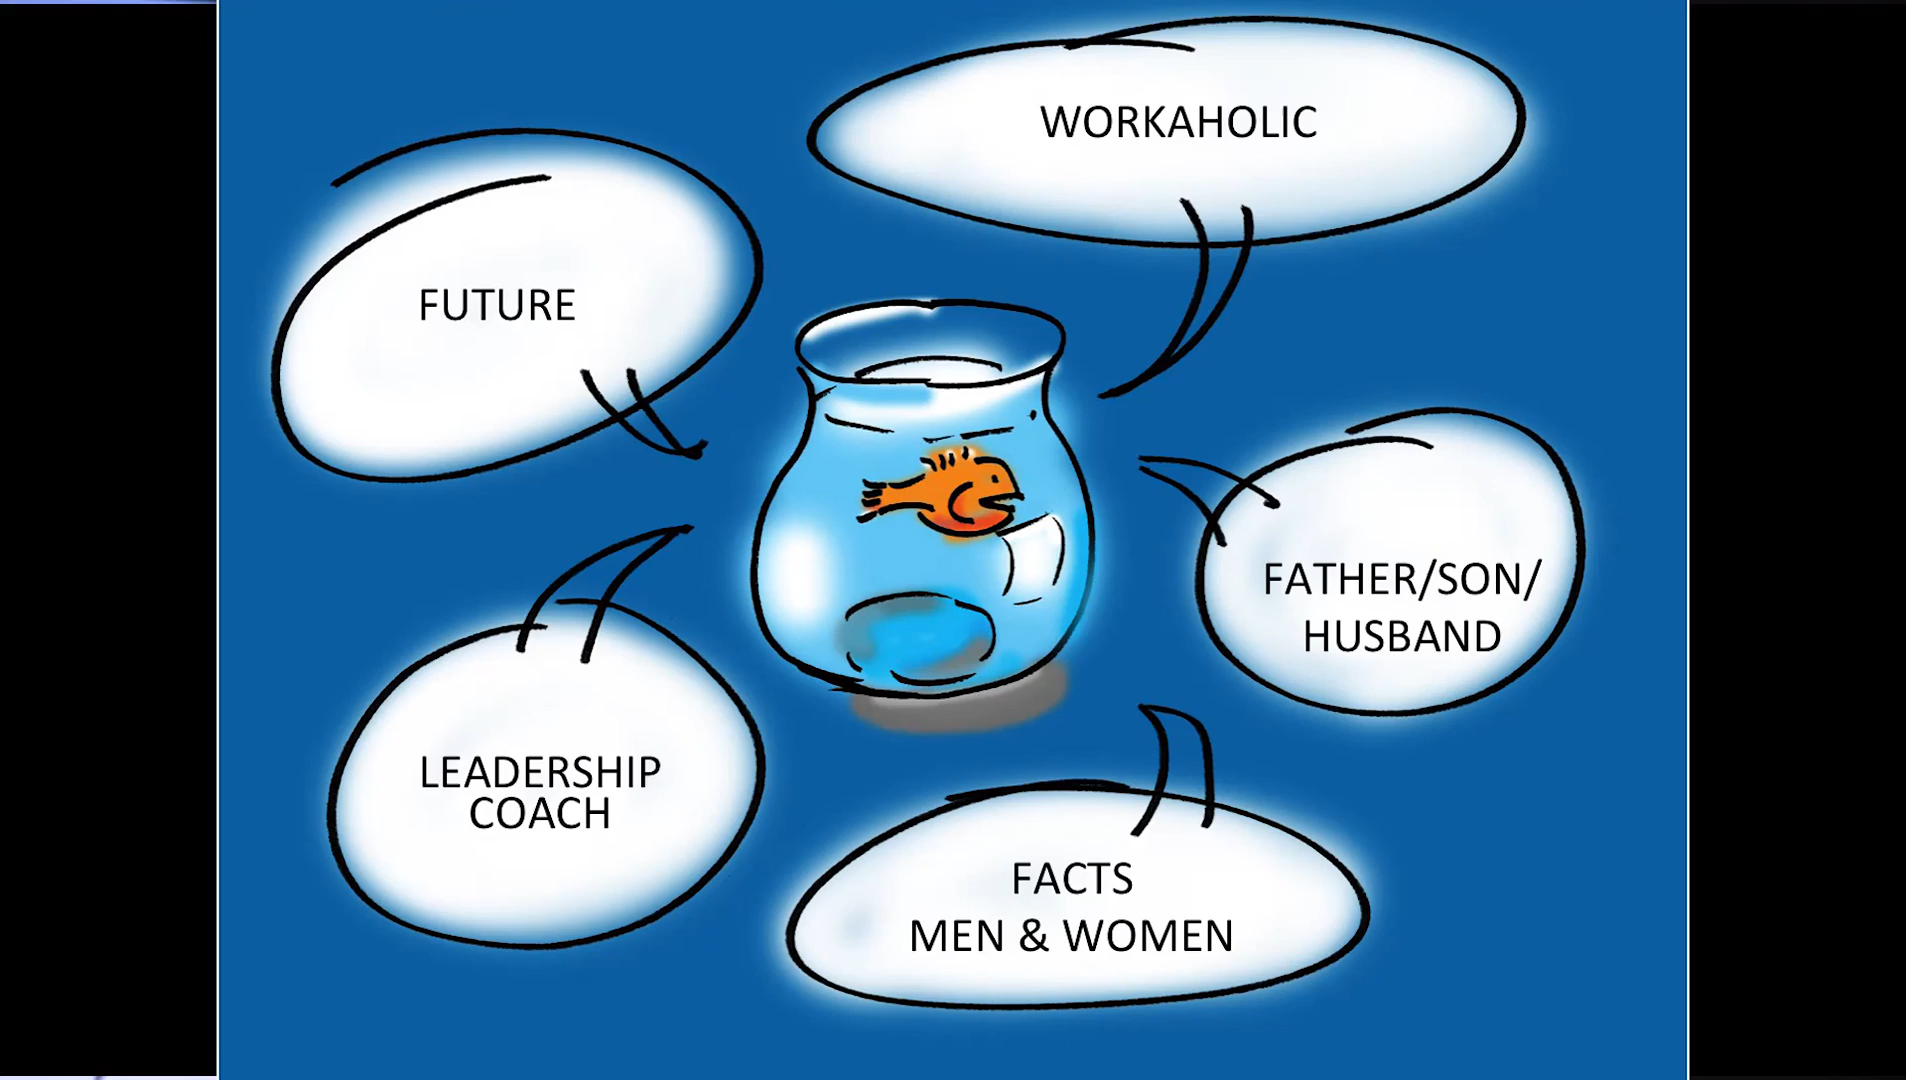 WORKAHOLIC
FUTURE
FATHER/SON/
HUSBAND
LEADERSHIP
COACH
FACTS
MEN & WOMEN